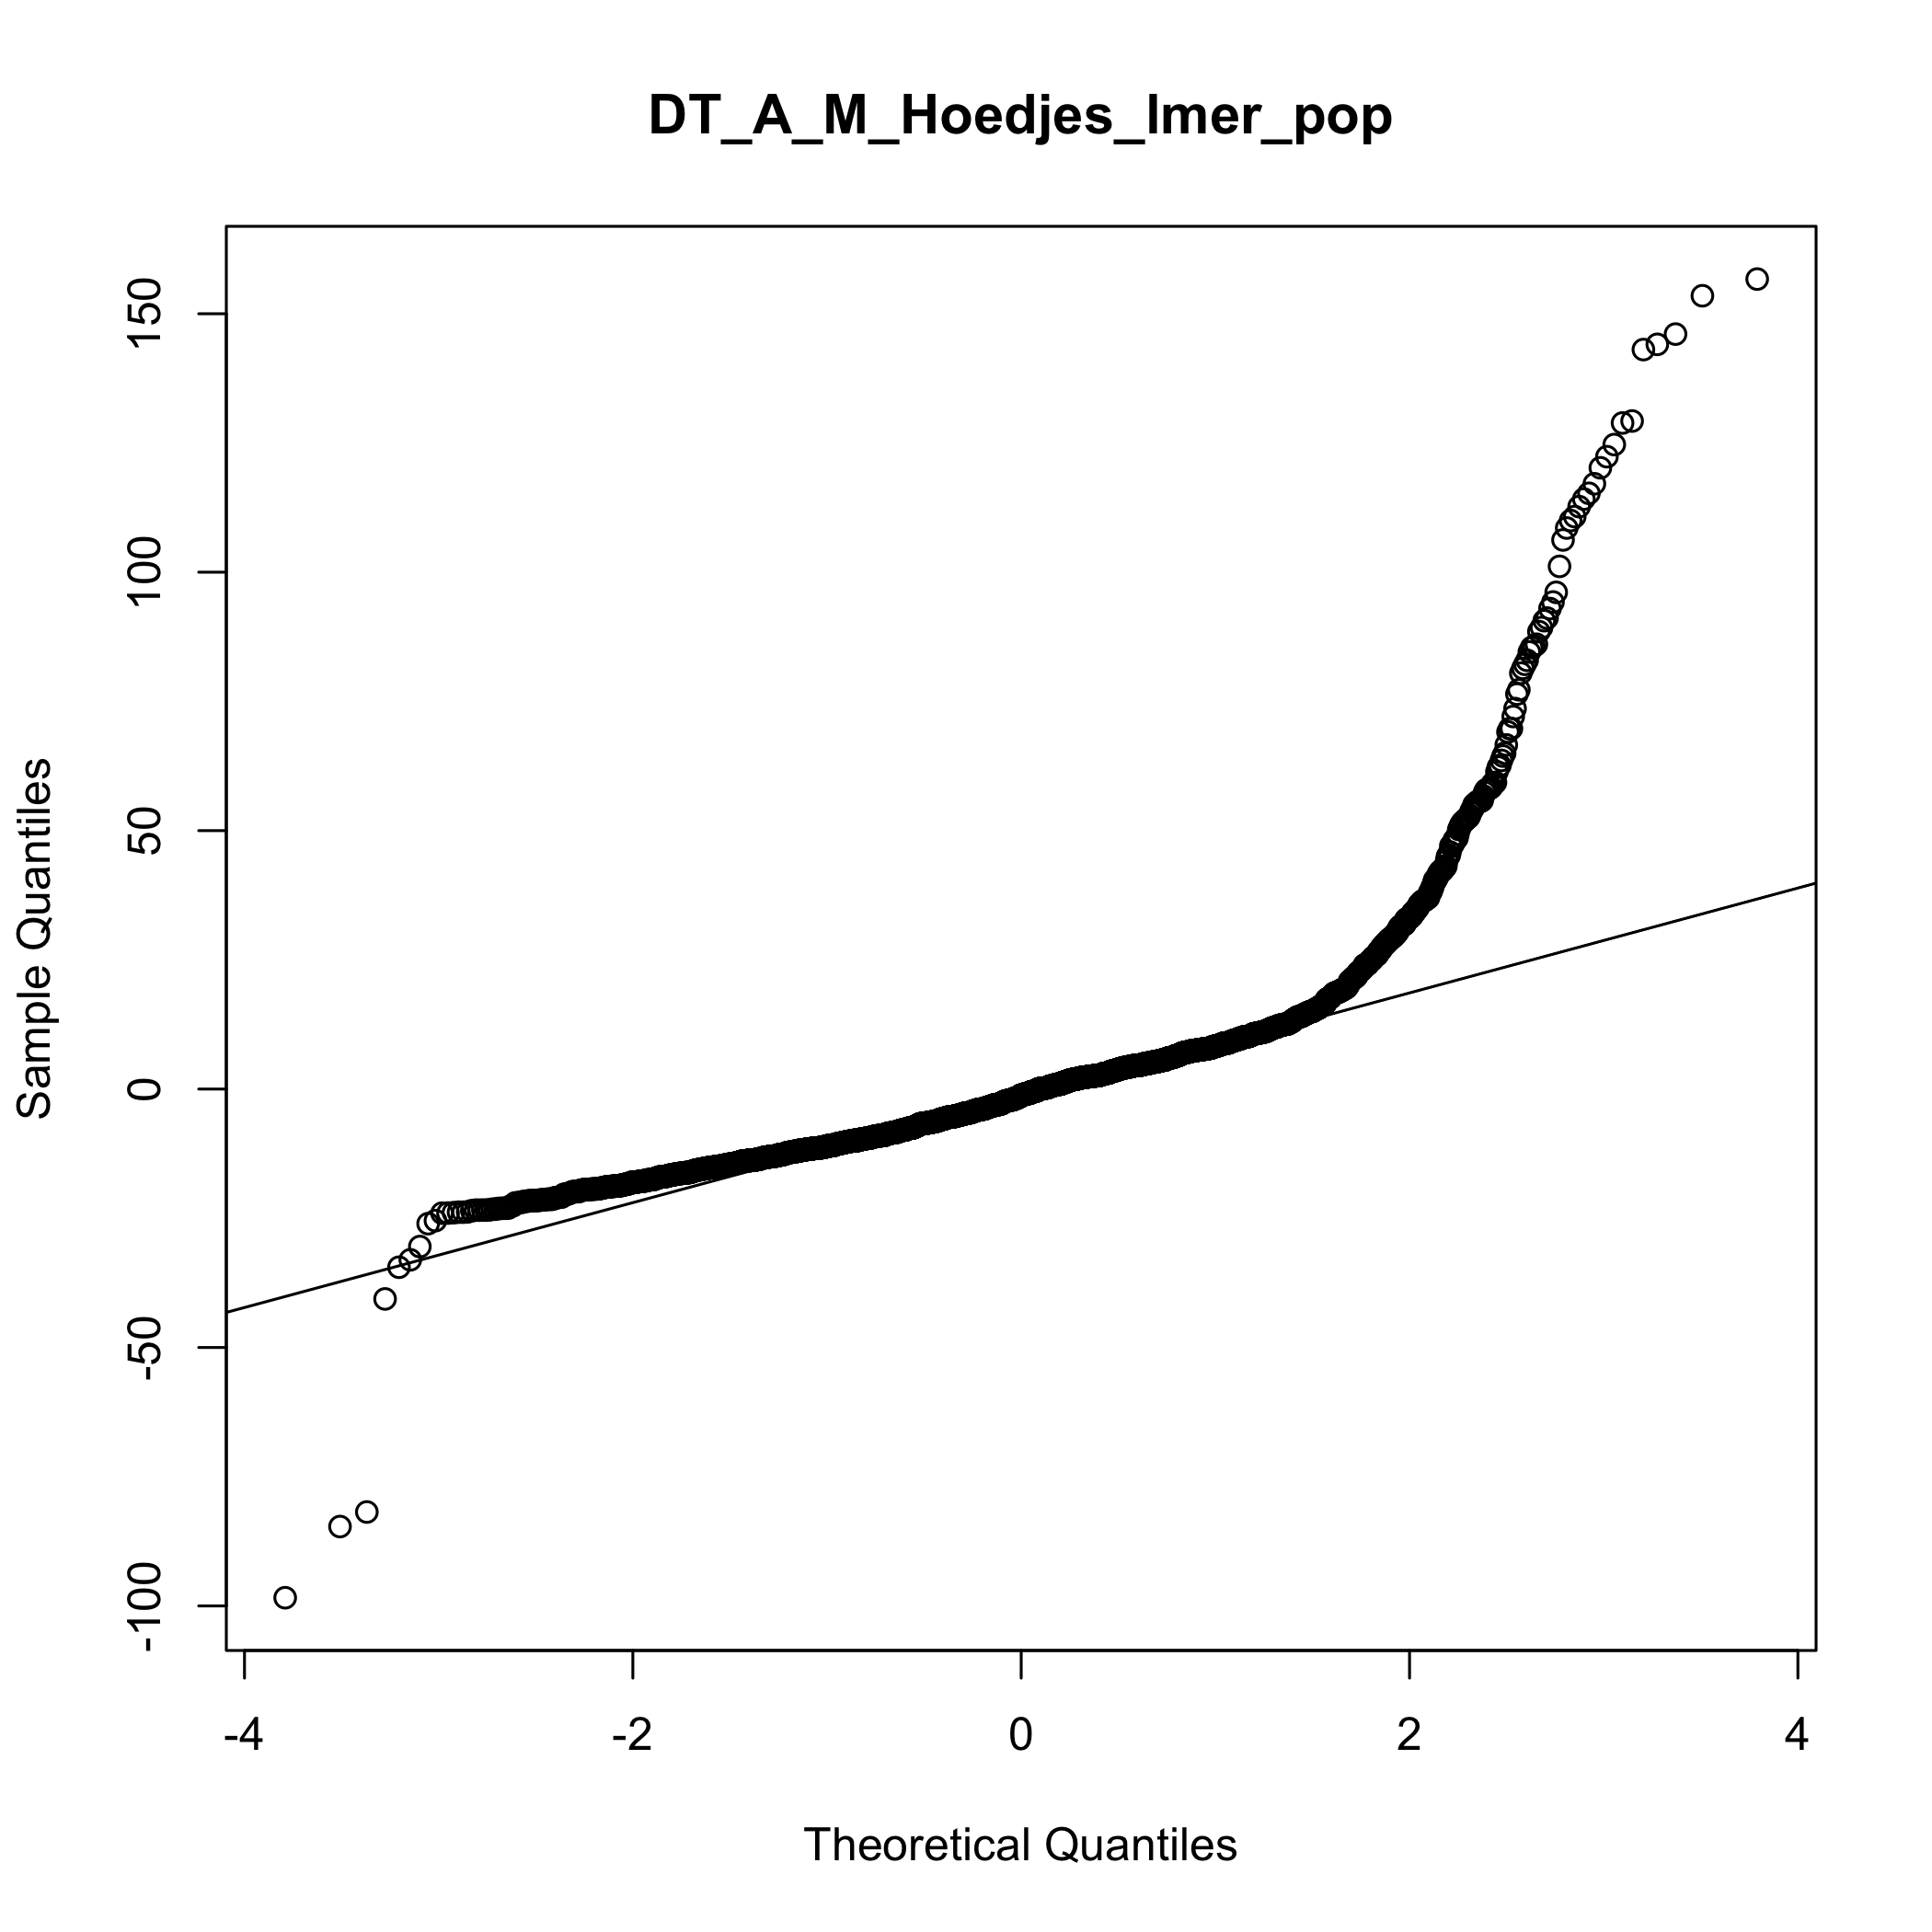 DT_A_M_Hoedjes_lmer_pop
Sample Quantiles
150
100
50
0
-50
-100
-4 -2 0 2 4
Theoretical Quantiles